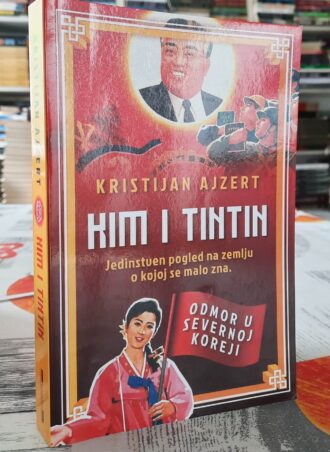 KRISTIJAN AJZERT
KIM I TINTIN
Jedinstven pogled na zemlju
o kojoj se malo zna.
ODMOR U
SEVERNOJ
KOREJI
KRISTIJAN AJZERT
KIM I TINTIN